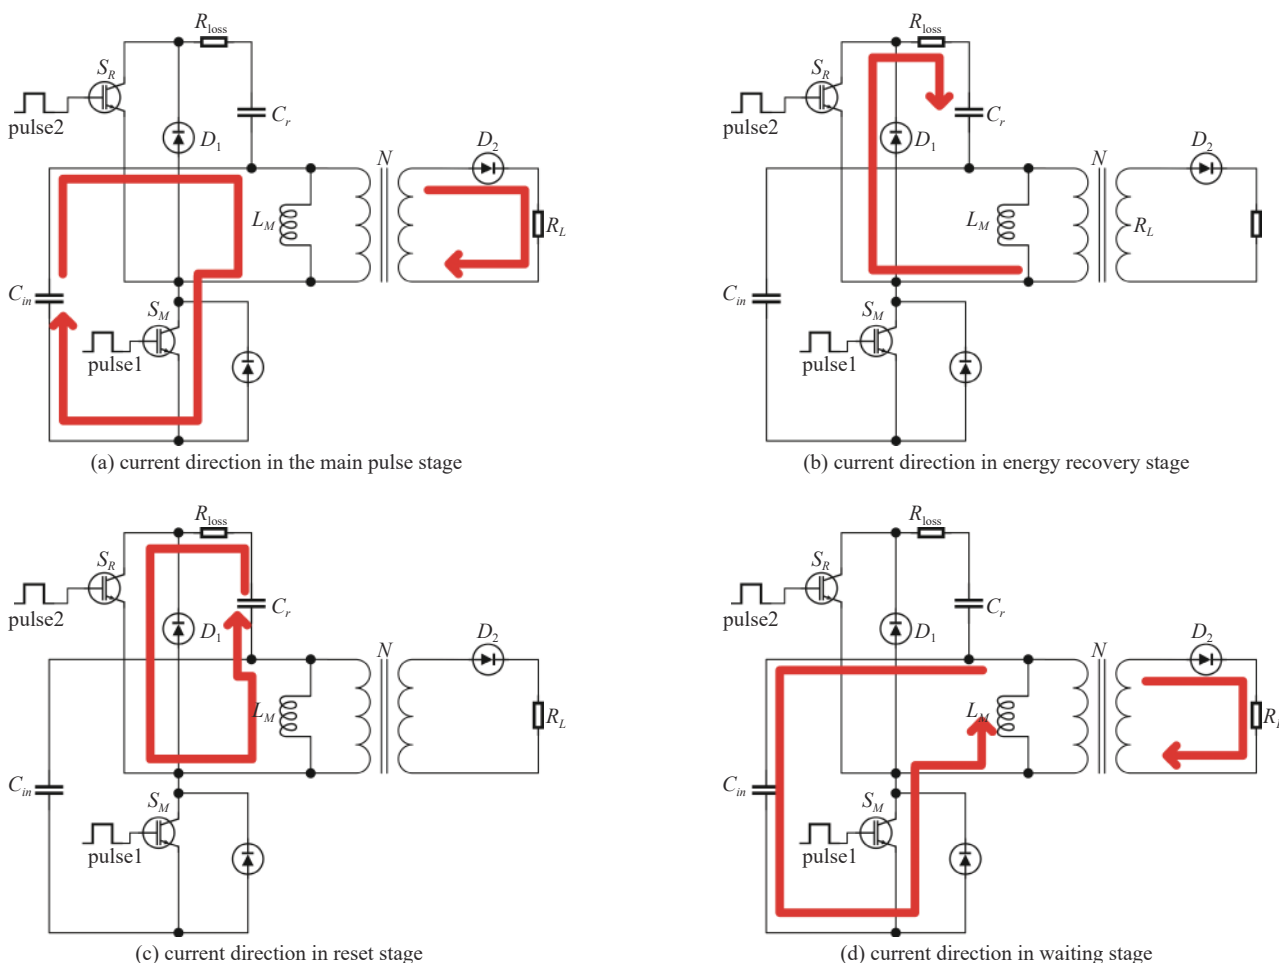 R_loss
S_R
pulse2
C_r
D_1
N
D_2
L_M
R_L
C_in
S_M
pulse1
(a) current direction in the main pulse stage
R_loss
S_R
pulse2
C_r
D_1
N
D_2
L_M
R_L
C_in
S_M
pulse1
(b) current direction in energy recovery stage
R_loss
S_R
pulse2
C_r
D_1
N
D_2
L_M
R_L
C_in
S_M
pulse1
(c) current direction in reset stage
R_loss
S_R
pulse2
C_r
D_1
N
D_2
L_M
R_L
C_in
S_M
pulse1
(d) current direction in waiting stage